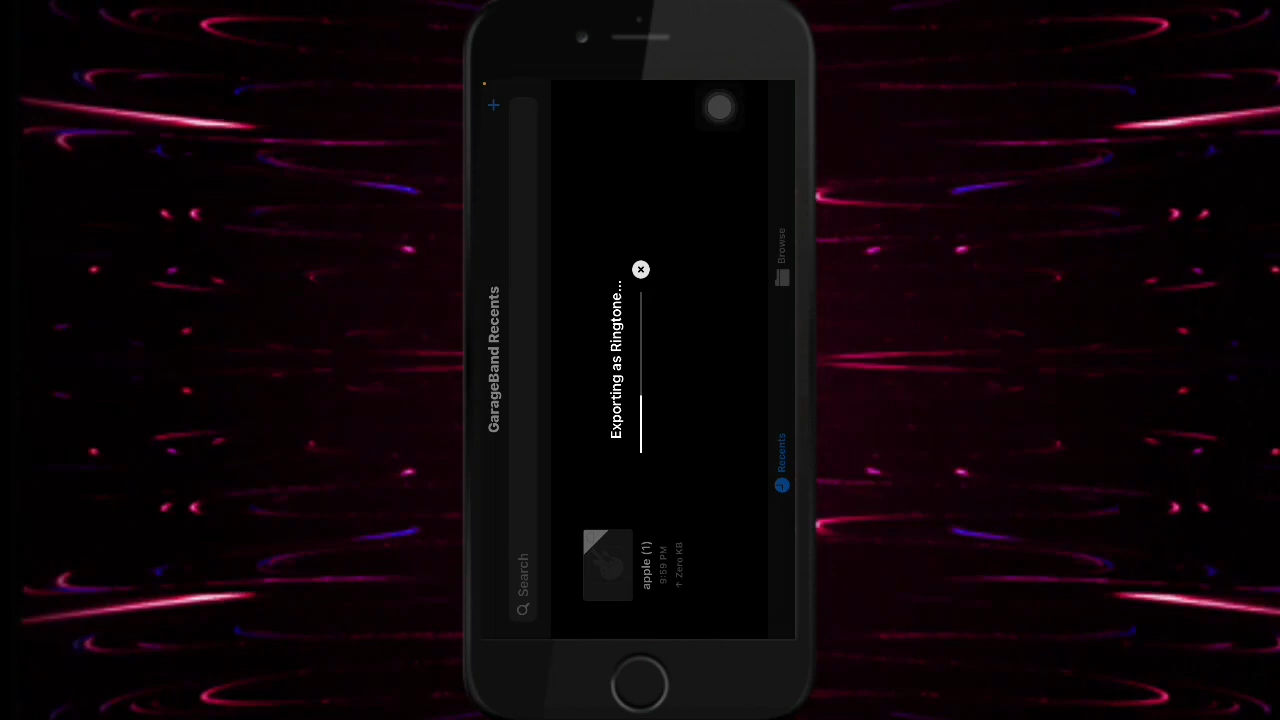 GarageBand Recents
Search
Exporting as Ringtone...
apple (1)
9:59 PM
↑ Zero KB
Recents
Browse